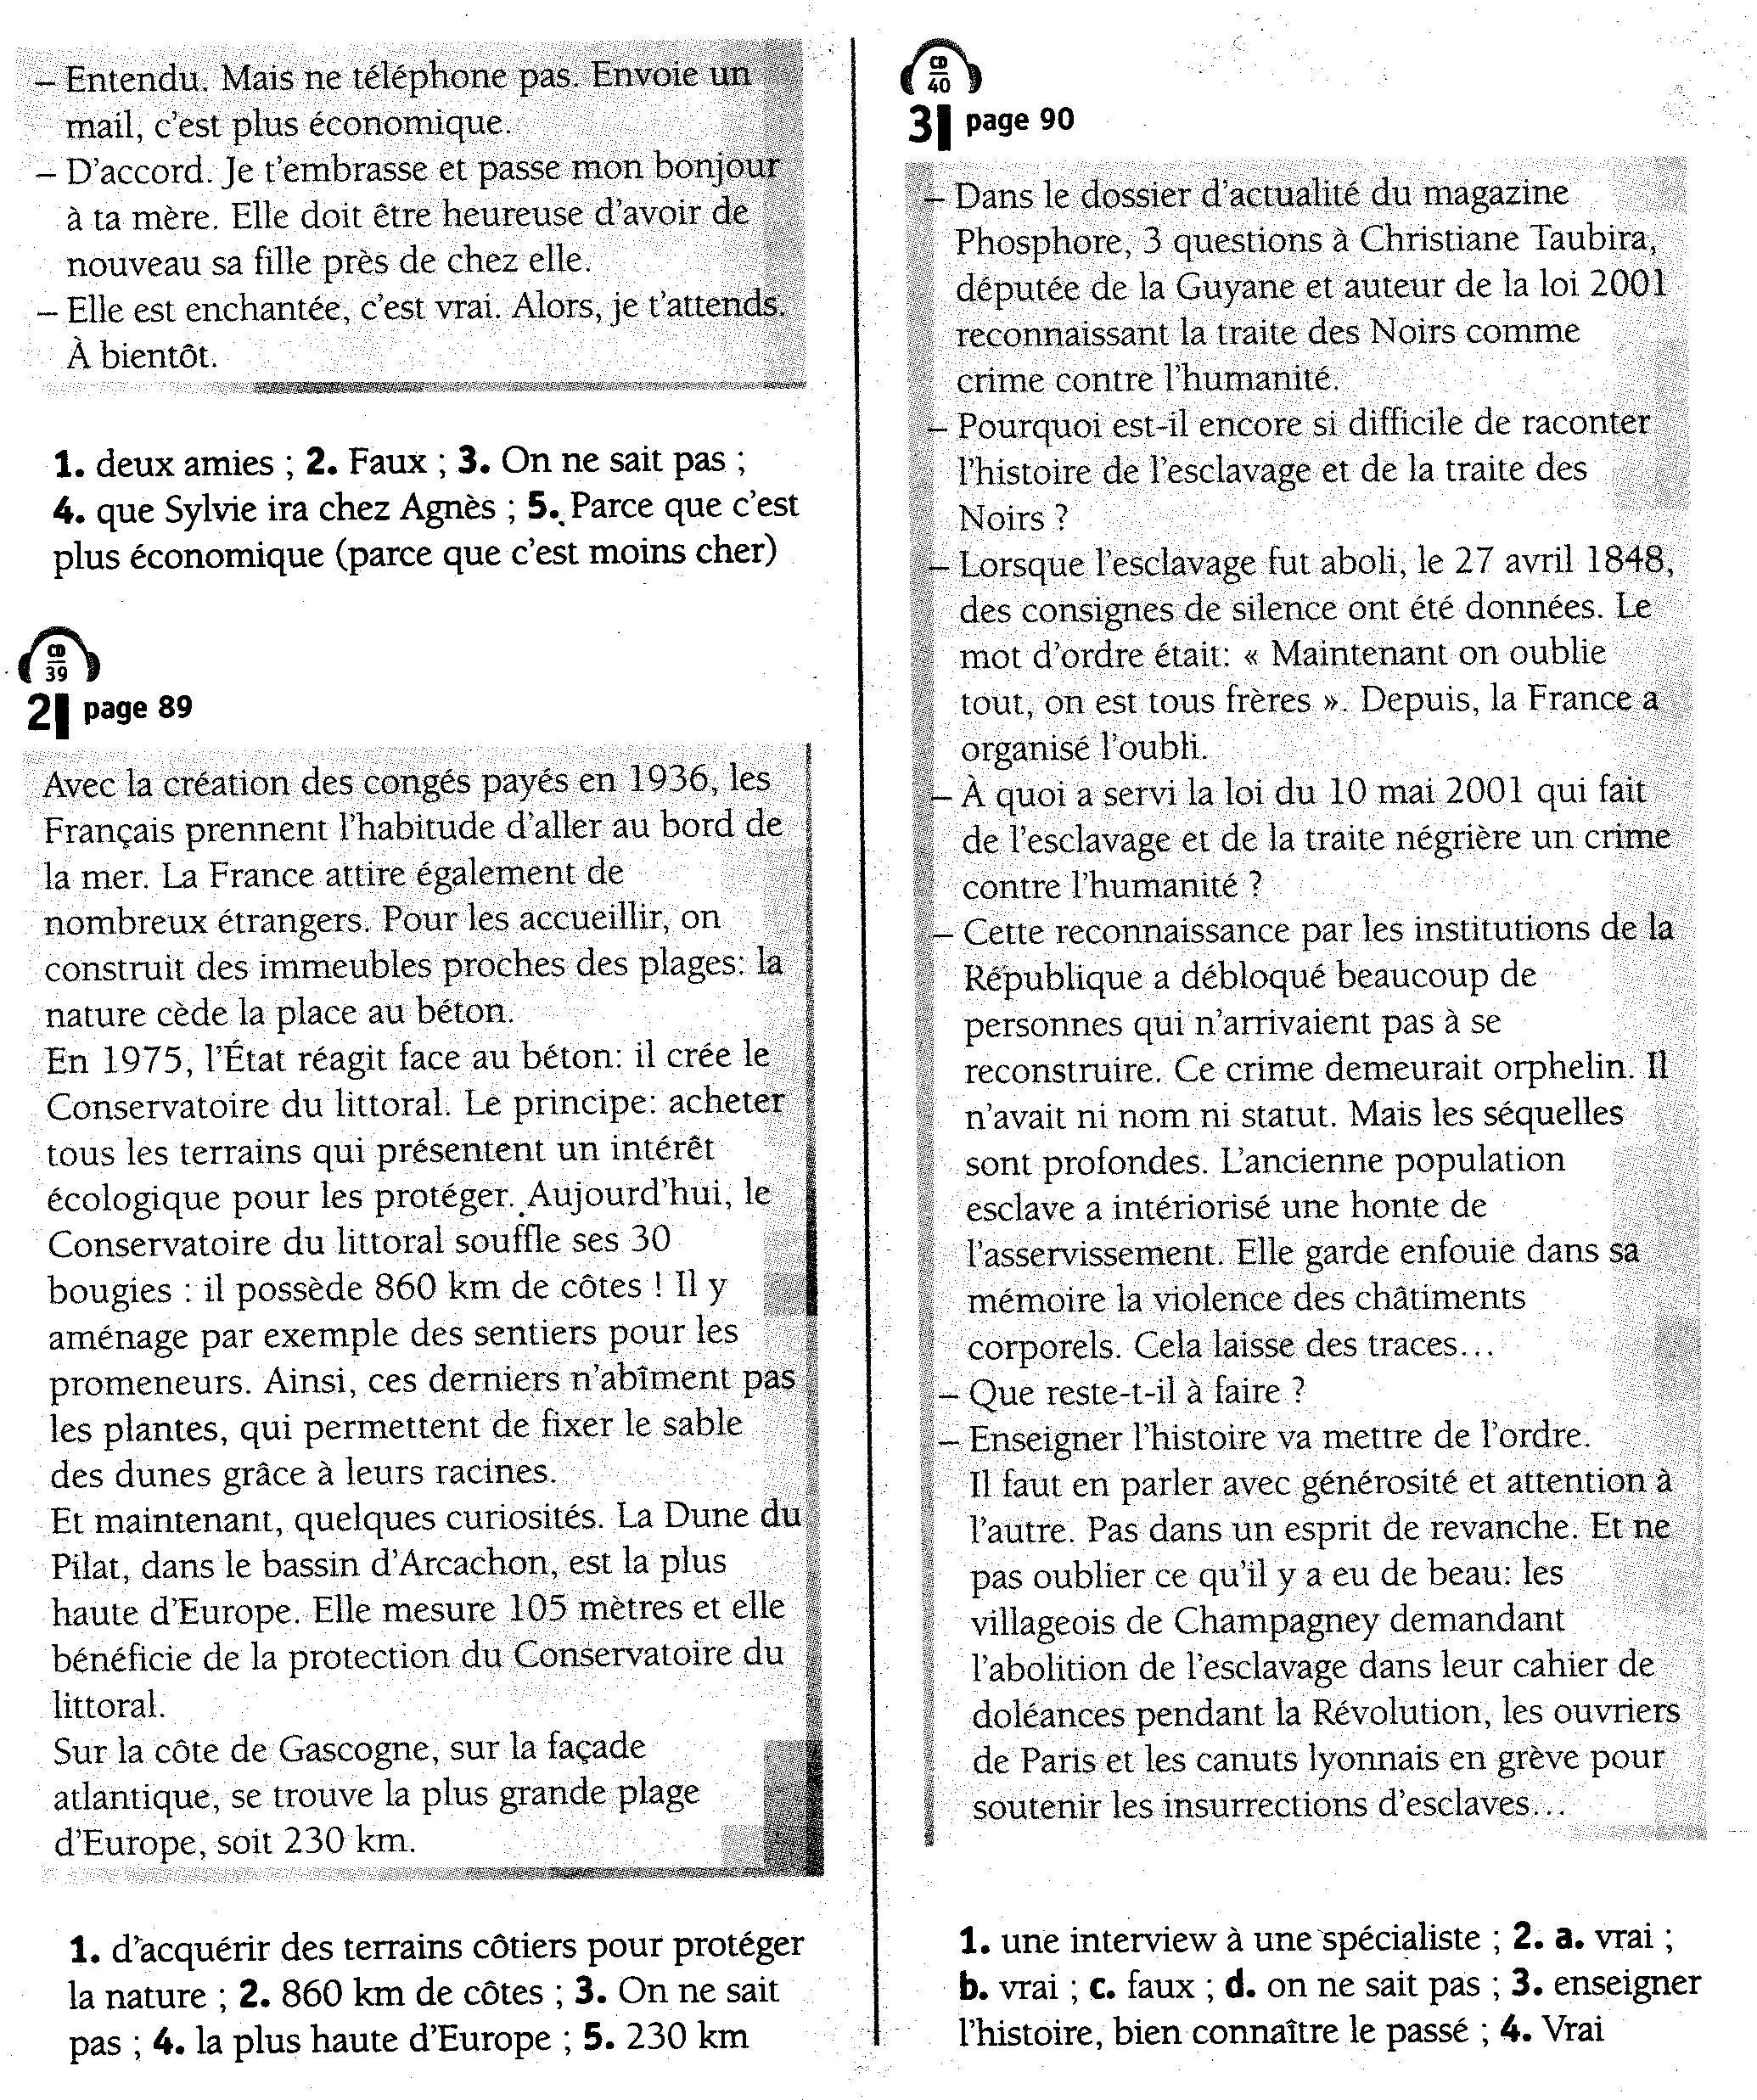 – Entendu. Mais ne téléphone pas. Envoie un
mail, c'est plus économique.
– D'accord. Je t'embrasse et passe mon bonjour
à ta mère. Elle doit être heureuse d'avoir de
nouveau sa fille près de chez elle.
– Elle est enchantée, c'est vrai. Alors, je t'attends.
À bientôt.
1. deux amies ; 2. Faux ; 3. On ne sait pas ;
4. que Sylvie ira chez Agnès ; 5. Parce que c'est
plus économique (parce que c'est moins cher)
CD
39
2 page 89
Avec la création des congés payés en 1936, les
Français prennent l'habitude d'aller au bord de
la mer. La France attire également de
nombreux étrangers. Pour les accueillir, on
construit des immeubles proches des plages: la
nature cède la place au béton.
En 1975, l'État réagit face au béton: il crée le
Conservatoire du littoral. Le principe: acheter
tous les terrains qui présentent un intérêt
écologique pour les protéger. Aujourd'hui, le
Conservatoire du littoral souffle ses 30
bougies : il possède 860 km de côtes ! Il y
aménage par exemple des sentiers pour les
promeneurs. Ainsi, ces derniers n'abîment pas
les plantes, qui permettent de fixer le sable
des dunes grâce à leurs racines.
Et maintenant, quelques curiosités. La Dune du
Pilat, dans le bassin d'Arcachon, est la plus
haute d'Europe. Elle mesure 105 mètres et elle
bénéficie de la protection du Conservatoire du
littoral.
Sur la côte de Gascogne, sur la façade
atlantique, se trouve la plus grande plage
d'Europe, soit 230 km.
1. d'acquérir des terrains côtiers pour protéger
la nature ; 2. 860 km de côtes ; 3. On ne sait
pas ; 4. la plus haute d'Europe ; 5. 230 km
CD
40
3 page 90
– Dans le dossier d'actualité du magazine
Phosphore, 3 questions à Christiane Taubira,
députée de la Guyane et auteur de la loi 2001
reconnaissant la traite des Noirs comme
crime contre l'humanité.
– Pourquoi est-il encore si difficile de raconter
l'histoire de l'esclavage et de la traite des
Noirs ?
– Lorsque l'esclavage fut aboli, le 27 avril 1848,
des consignes de silence ont été données. Le
mot d'ordre était: « Maintenant on oublie
tout, on est tous frères ». Depuis, la France a
organisé l'oubli.
– À quoi a servi la loi du 10 mai 2001 qui fait
de l'esclavage et de la traite négrière un crime
contre l'humanité ?
– Cette reconnaissance par les institutions de la
République a débloqué beaucoup de
personnes qui n'arrivaient pas à se
reconstruire. Ce crime demeurait orphelin. Il
n'avait ni nom ni statut. Mais les séquelles
sont profondes. L'ancienne population
esclave a intériorisé une honte de
l'asservissement. Elle garde enfouie dans sa
mémoire la violence des châtiments
corporels. Cela laisse des traces...
– Que reste-t-il à faire ?
– Enseigner l'histoire va mettre de l'ordre.
Il faut en parler avec générosité et attention à
l'autre. Pas dans un esprit de revanche. Et ne
pas oublier ce qu'il y a eu de beau: les
villageois de Champagney demandant
l'abolition de l'esclavage dans leur cahier de
doléances pendant la Révolution, les ouvriers
de Paris et les canuts lyonnais en grève pour
soutenir les insurrections d'esclaves...
1. une interview à une spécialiste ; 2. a. vrai ;
b. vrai ; c. faux ; d. on ne sait pas ; 3. enseigner
l'histoire, bien connaître le passé ; 4. Vrai